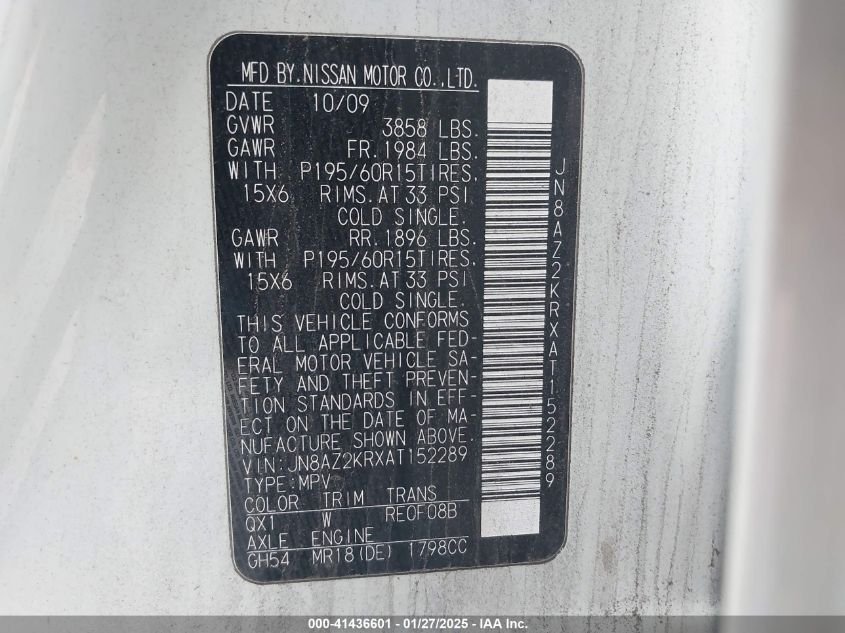 MFD BY.NISSAN MOTOR CO.,LTD.
DATE 10/09
GVWR 3858 LBS.
GAWR FR.1984 LBS.
WITH P195/60R15TIRES.
15X6 RIMS.AT 33 PSI
COLD SINGLE.
GAWR RR.1896 LBS.
WITH P195/60R15TIRES.
15X6 RIMS.AT 33 PSI
COLD SINGLE.
THIS VEHICLE CONFORMS
TO ALL APPLICABLE FED-
ERAL MOTOR VEHICLE SA-
FETY AND THEFT PREVEN-
TION STANDARDS IN EFF-
ECT ON THE DATE OF MA-
NUFACTURE SHOWN ABOVE.
VIN:JN8AZ2KRXAT152289
TYPE:MPV
COLOR TRIM TRANS
QX1 W RE0F08B
AXLE ENGINE
GH54 MR18(DE) 1798CC
JN8AZ2KRXAT152289
000-41436601 - 01/27/2025 - IAA Inc.